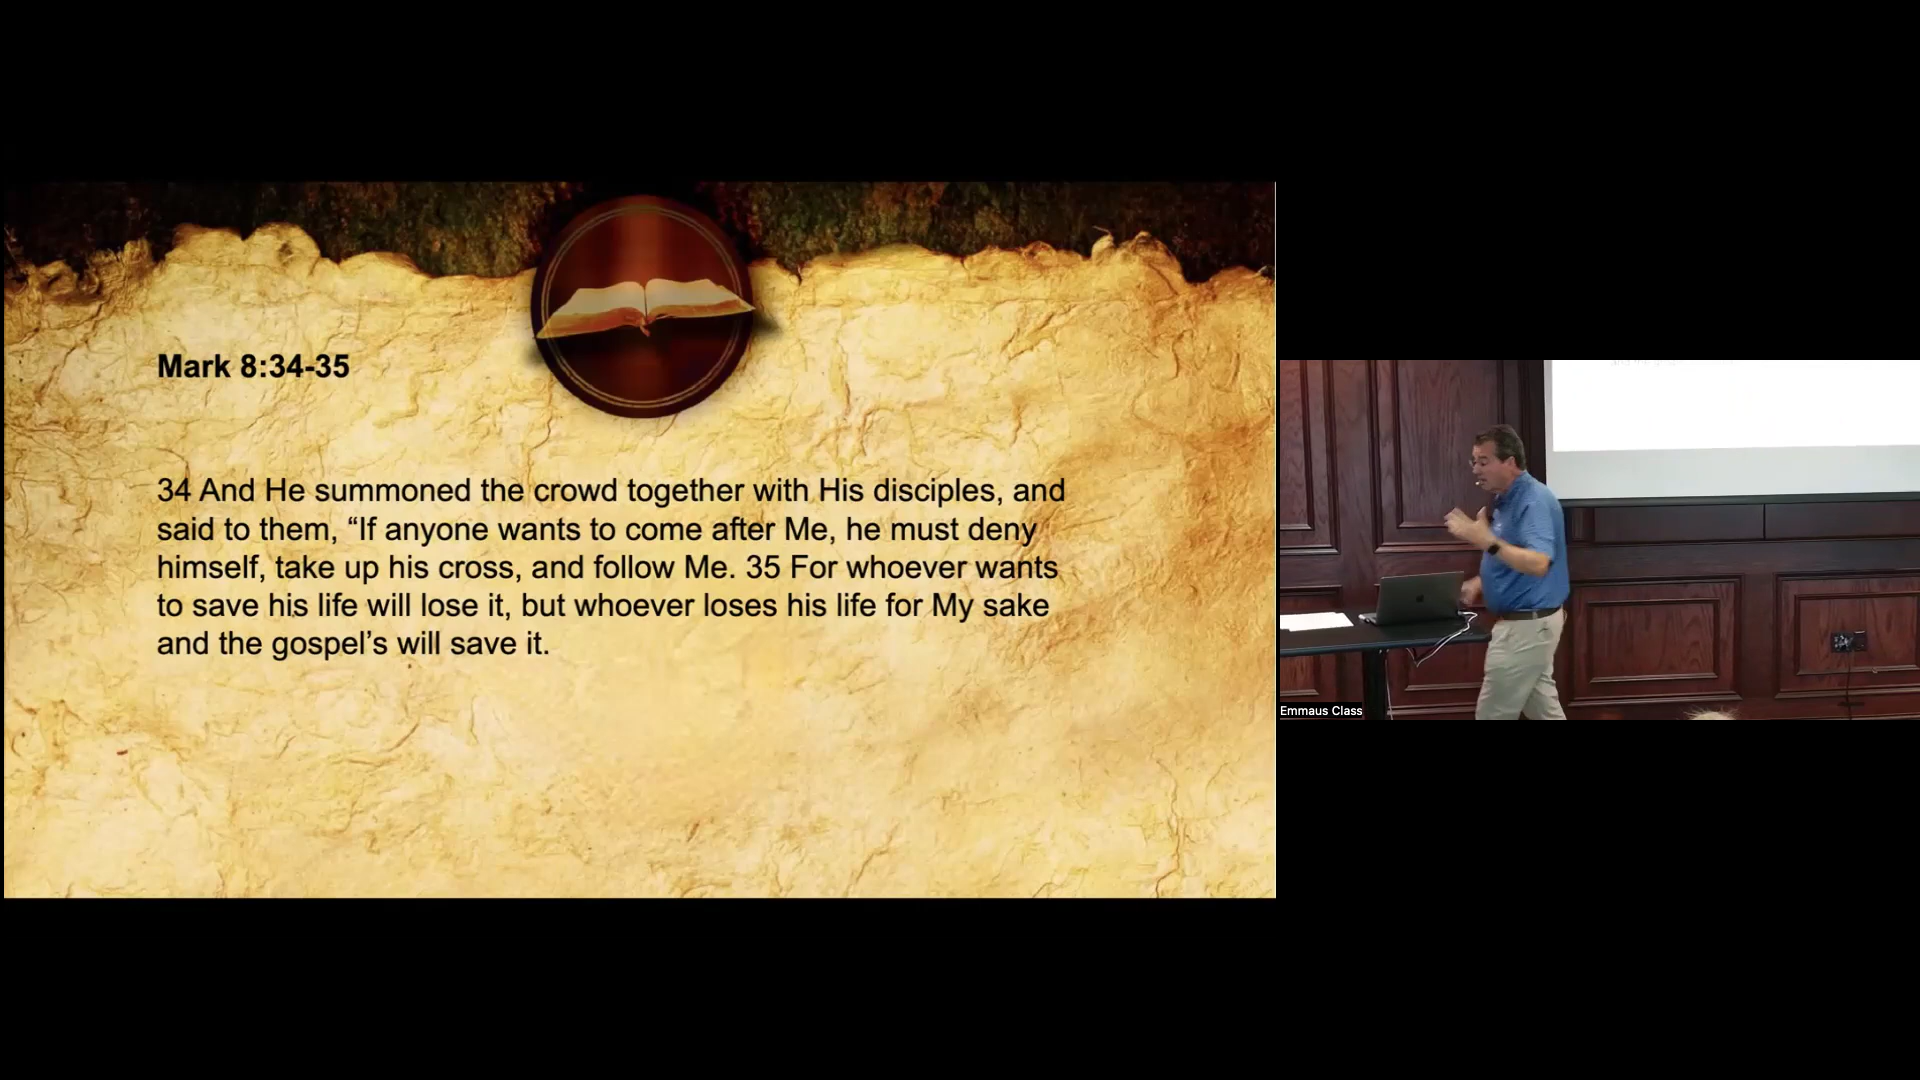 Mark 8:34-35
34 And He summoned the crowd together with His disciples, and
said to them, “If anyone wants to come after Me, he must deny
himself, take up his cross, and follow Me. 35 For whoever wants
to save his life will lose it, but whoever loses his life for My sake
and the gospel’s will save it.
Emmaus Class